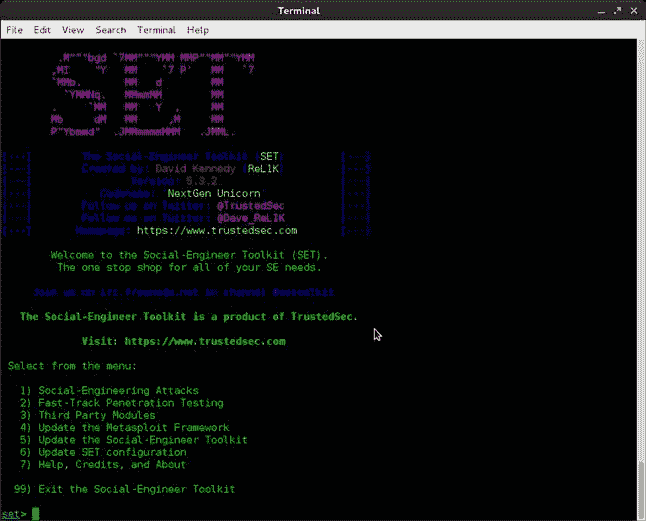 Terminal
File Edit View Search Terminal Help
[---] The Social-Engineer Toolkit (SET) [---]
[---] Created by: David Kennedy (ReL1K) [---]
Version: 5.3.2
Codename: 'NextGen Unicorn'
[---] Follow us on Twitter: @TrustedSec [---]
[---] Follow me on Twitter: @Dave_ReL1K [---]
[---] Homepage: https://www.trustedsec.com [---]
Welcome to the Social-Engineer Toolkit (SET).
The one stop shop for all of your SE needs.
Join us on irc.freenode.net in channel #setoolkit
The Social-Engineer Toolkit is a product of TrustedSec.
Visit: https://www.trustedsec.com
Select from the menu:
1) Social-Engineering Attacks
2) Fast-Track Penetration Testing
3) Third Party Modules
4) Update the Metasploit Framework
5) Update the Social-Engineer Toolkit
6) Update SET configuration
7) Help, Credits, and About
99) Exit the Social-Engineer Toolkit
set>